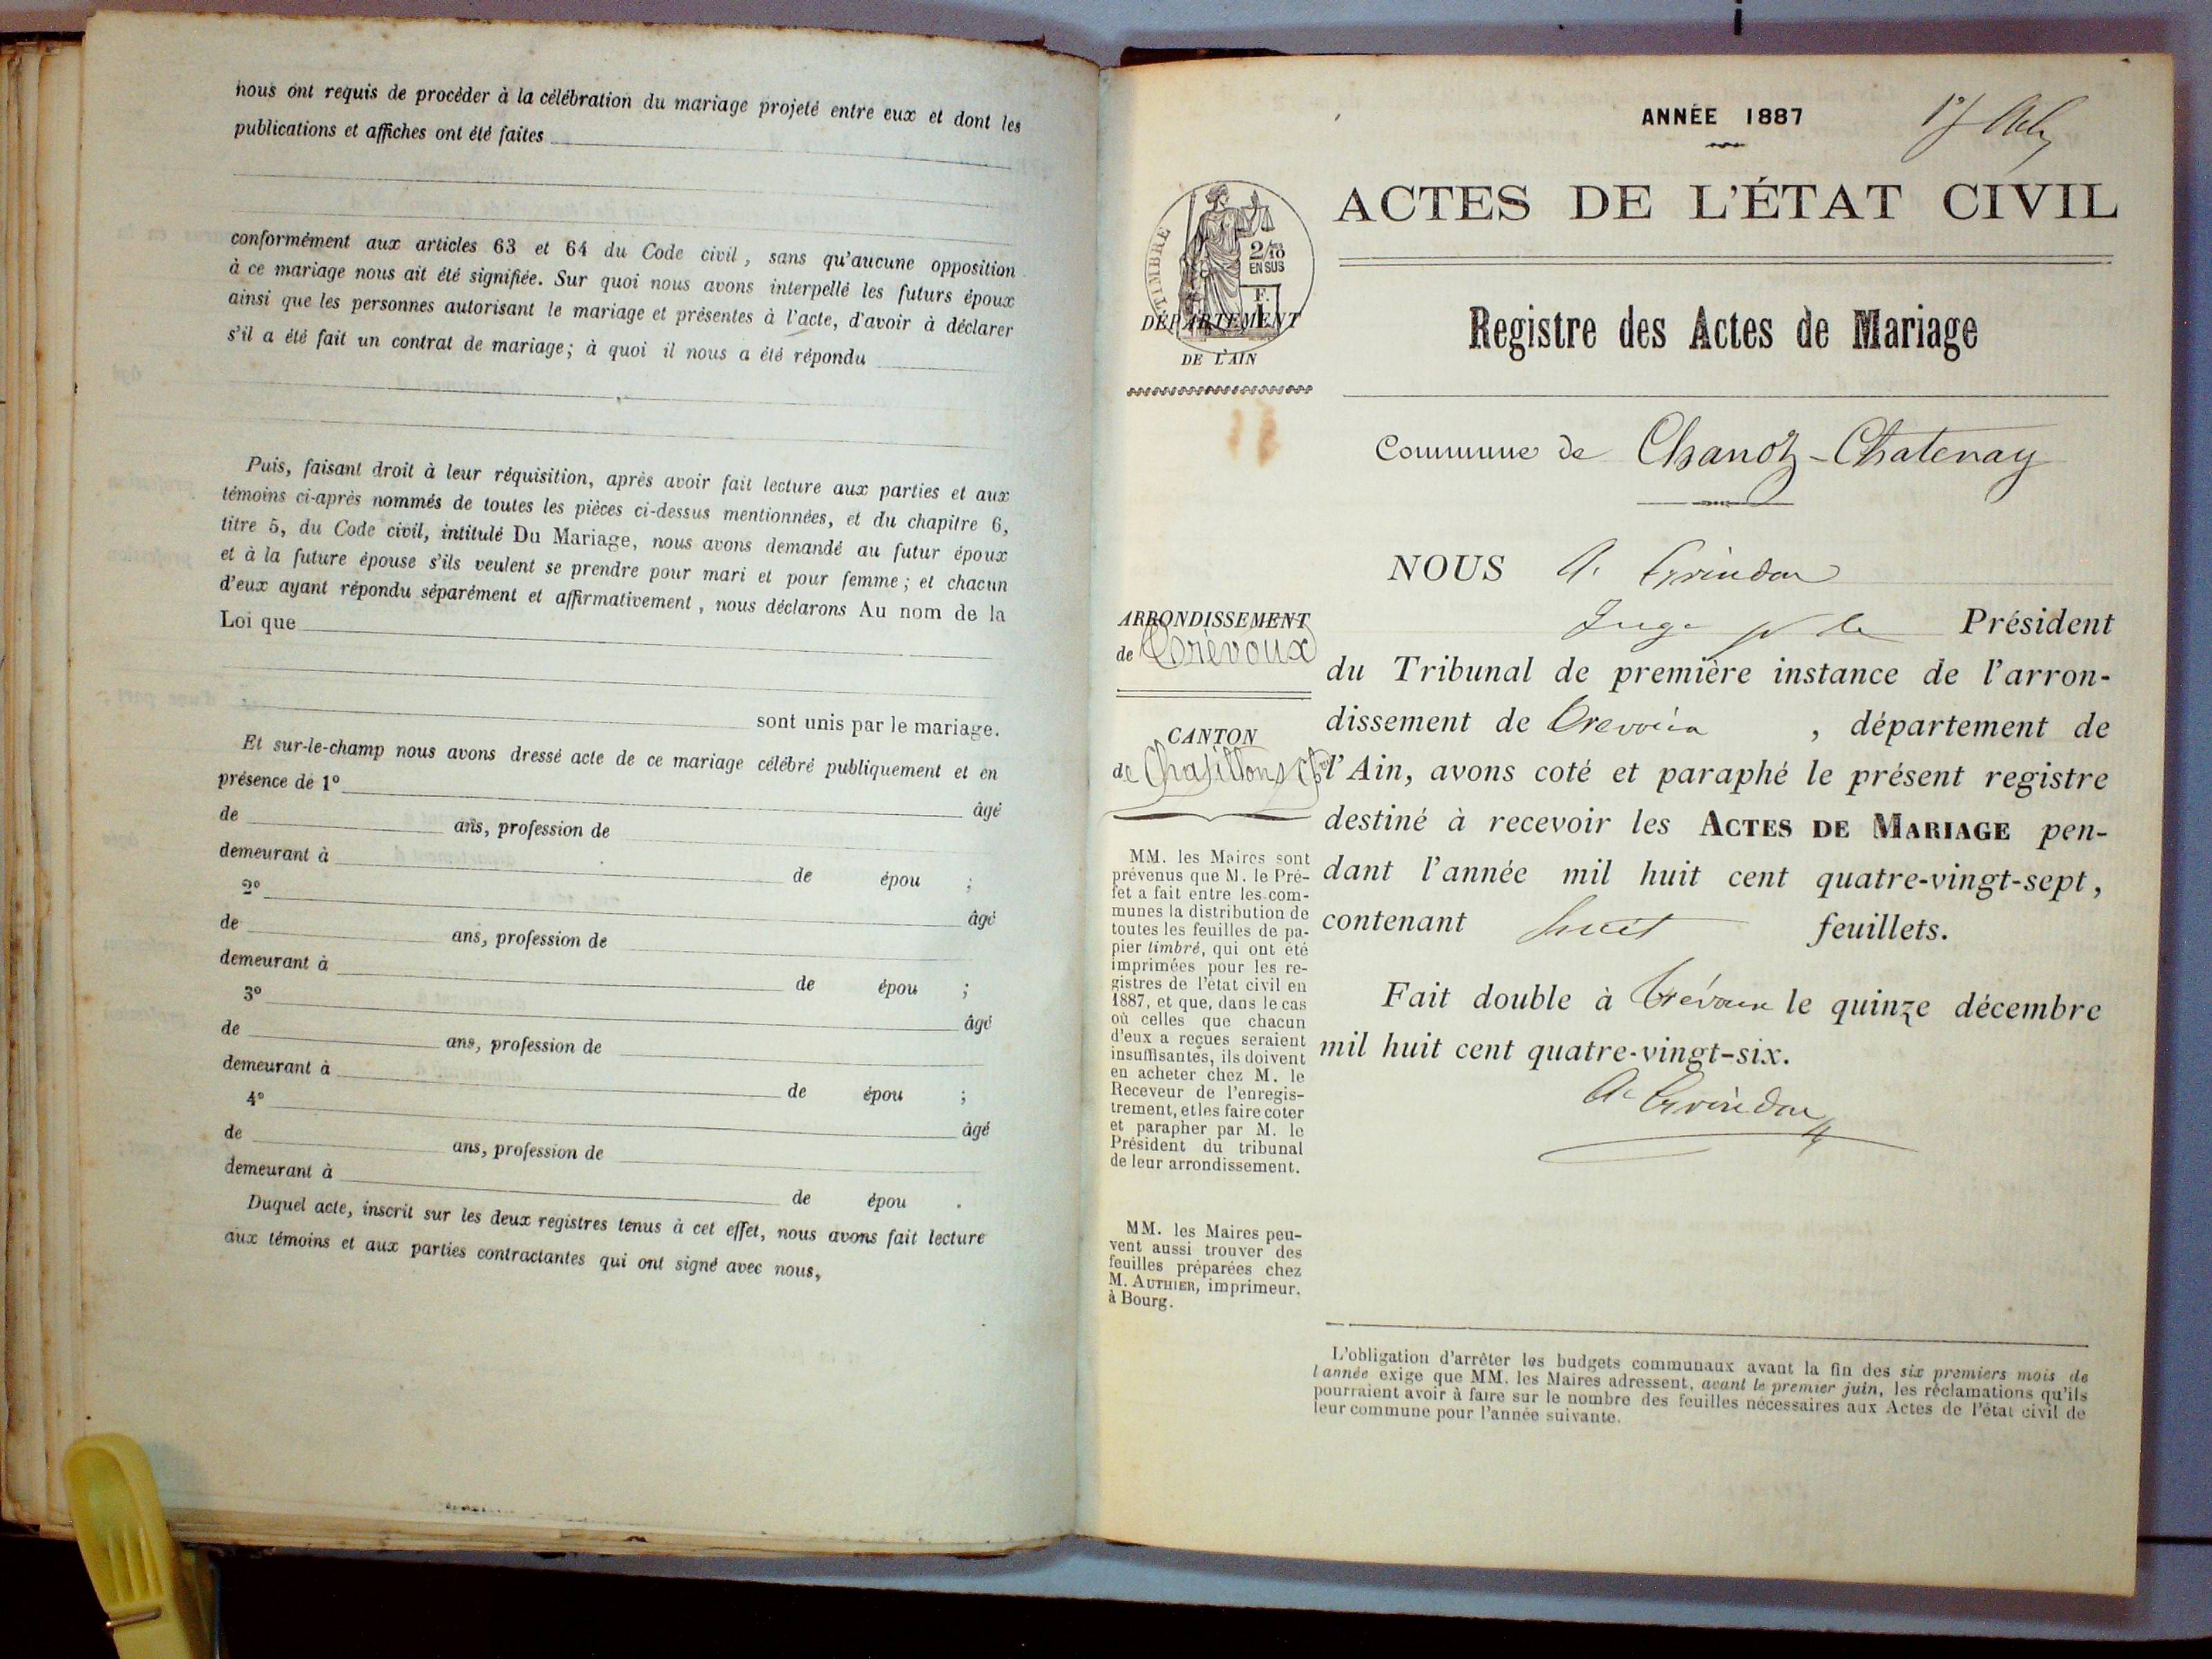 nous ont requis de procéder à la célébration du mariage projeté entre eux et dont les
publications et affiches ont été faites
conformément aux articles 63 et 64 du Code civil, sans qu'aucune opposition
à ce mariage nous ait été signifiée. Sur quoi nous avons interpellé les futurs époux
ainsi que les personnes autorisant le mariage et présentes à l'acte, d'avoir à déclarer
s'il a été fait un contrat de mariage; à quoi il nous a été répondu
Puis, faisant droit à leur réquisition, après avoir fait lecture aux parties et aux
témoins ci-après nommés de toutes les pièces ci-dessus mentionnées, et du chapitre 6,
titre 5, du Code civil, intitulé Du Mariage, nous avons demandé au futur époux
et à la future épouse s'ils veulent se prendre pour mari et pour femme; et chacun
d'eux ayant répondu séparément et affirmativement, nous déclarons Au nom de la
Loi que
sont unis par le mariage.
Et sur-le-champ nous avons dressé acte de ce mariage célébré publiquement et en
présence de 1º âgé
de ans, profession de
demeurant à de épou ;
2º âgé
de ans, profession de
demeurant à de épou ;
3º âgé
de ans, profession de
demeurant à de épou ;
4º âgé
de ans, profession de
demeurant à de épou .
Duquel acte, inscrit sur les deux registres tenus à cet effet, nous avons fait lecture
aux témoins et aux parties contractantes qui ont signé avec nous,
ANNÉE 1887
ACTES DE L'ÉTAT CIVIL
TIMBRE
2/10
EN SUS
DÉPARTEMENT
DE L'AIN
Registre des Actes de Mariage
Commune de Chanoz-Chatenay
NOUS A. Grindon
Juge pr le Président
du Tribunal de première instance de l'arron-
dissement de Trevoux, département de
l'Ain, avons coté et paraphé le présent registre
destiné à recevoir les ACTES DE MARIAGE pen-
dant l'année mil huit cent quatre-vingt-sept,
contenant huit feuillets.
Fait double à Trévoux le quinze décembre
mil huit cent quatre-vingt-six.
A. Grindon
ARRONDISSEMENT
de Trévoux
CANTON
de Chatillon s/ Ch
MM. les Maires sont
prévenus que M. le Pré-
fet a fait entre les com-
munes la distribution de
toutes les feuilles de pa-
pier timbré, qui ont été
imprimées pour les re-
gistres de l'état civil en
1887, et que, dans le cas
où celles que chacun
d'eux a reçues seraient
insuffisantes, ils doivent
en acheter chez M. le
Receveur de l'enregis-
trement, et les faire coter
et parapher par M. le
Président du tribunal
de leur arrondissement.
MM. les Maires peu-
vent aussi trouver des
feuilles préparées chez
M. AUTHIER, imprimeur,
à Bourg.
L'obligation d'arrêter les budgets communaux avant la fin des six premiers mois de
l'année exige que MM. les Maires adressent, avant le premier juin, les réclamations qu'ils
pourraient avoir à faire sur le nombre des feuilles nécessaires aux Actes de l'état civil de
leur commune pour l'année suivante.